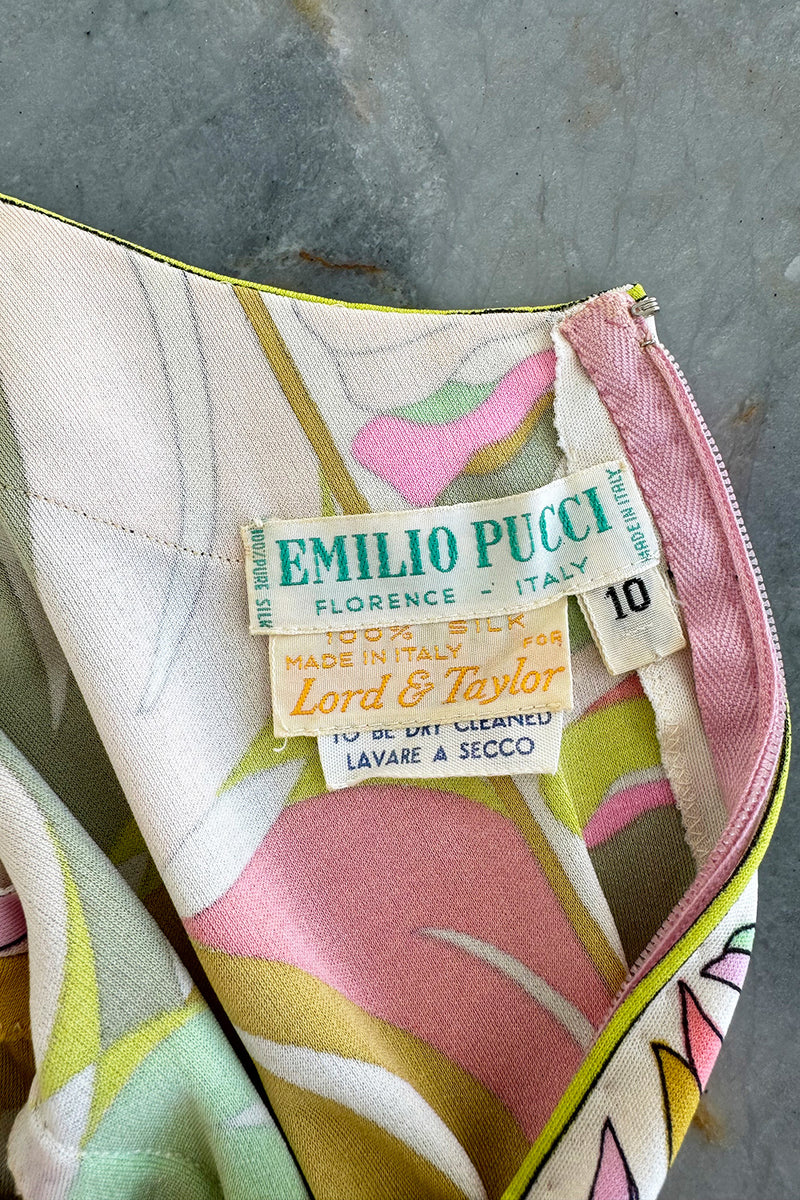 EMILIO PUCCI
FLORENCE - ITALY
100% PURE SILK
MADE IN ITALY
10
100% SILK
MADE IN ITALY FOR
Lord & Taylor
TO BE DRY CLEANED
LAVARE A SECCO